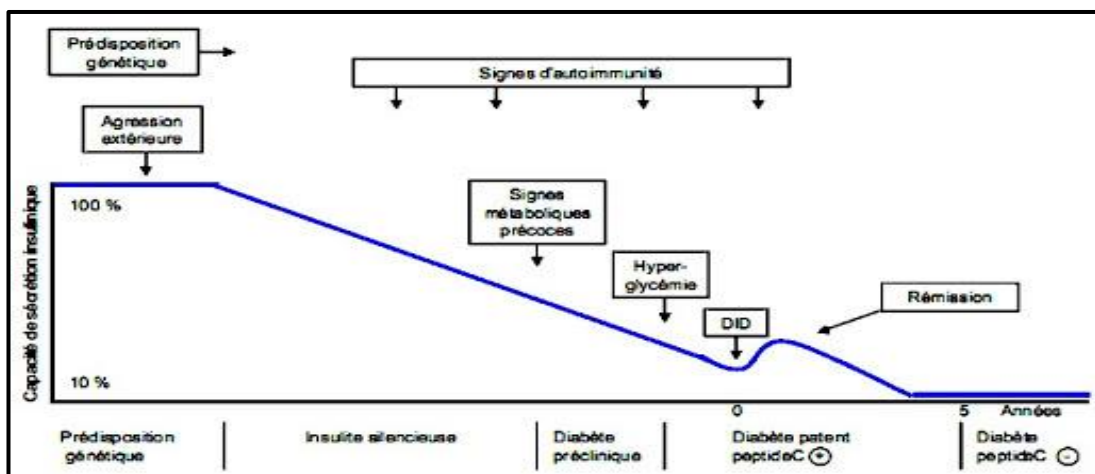 Prédisposition
génétique
Signes d'autoimmunité
Agression
extérieure
Capacité de sécrétion insulinique
100 %
Signes
métaboliques
précoces
Hyper-
glycémie
DID
Rémission
10 %
0
5
Années
Prédisposition
génétique
Insulite silencieuse
Diabète
préclinique
Diabète patent
peptideC +
Diabète
peptideC -